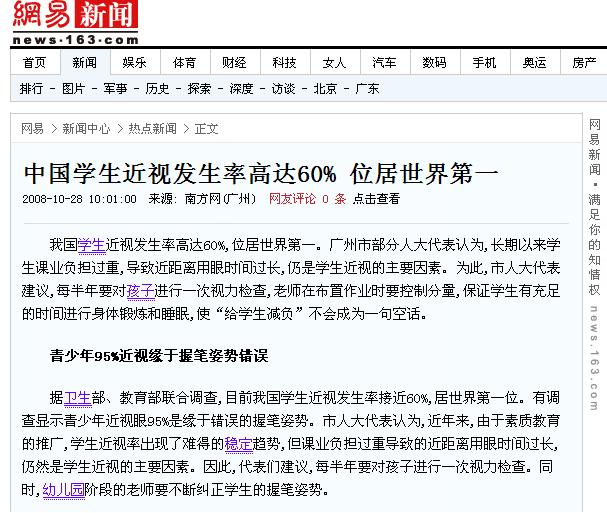 網易 新闻
news.163.com
首页 新闻 娱乐 体育 财经 科技 女人 汽车 数码 手机 奥运 房产
排行 - 图片 - 军事 - 历史 - 探索 - 深度 - 访谈 - 北京 - 广东
网易 > 新闻中心 > 热点新闻 > 正文
中国学生近视发生率高达60% 位居世界第一
2008-10-28 10:01:00 来源: 南方网(广州) 网友评论 0 条 点击查看
我国学生近视发生率高达60%,位居世界第一。广州市部分人大代表认为,长期以来学
生课业负担过重,导致近距离用眼时间过长,仍是学生近视的主要因素。为此,市人大代表
建议,每半年要对孩子进行一次视力检查,老师在布置作业时要控制分量,保证学生有充足
的时间进行身体锻炼和睡眠,使“给学生减负”不会成为一句空话。
青少年95%近视缘于握笔姿势错误
据卫生部、教育部联合调查,目前我国学生近视发生率接近60%,居世界第一位。有调
查显示青少年近视眼95%是缘于错误的握笔姿势。市人大代表认为,近年来,由于素质教育
的推广,学生近视率出现了难得的稳定趋势,但课业负担过重导致的近距离用眼时间过长,
仍然是学生近视的主要因素。因此,代表们建议,每半年要对孩子进行一次视力检查。同
时,幼儿园阶段的老师要不断纠正学生的握笔姿势。
网易新闻·满足你的知情权 news.163.com